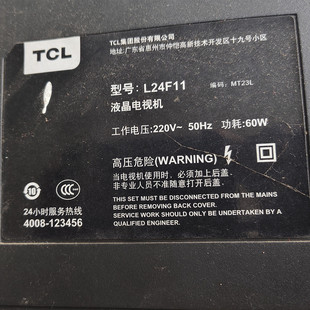 TCL
TCL集团股份有限公司
地址:广东省惠州市仲恺高新技术开发区十九号小区
型号: L24F11 编码: MT23L
液晶电视机
工作电压:220V~ 50Hz 功耗:60W
高压危险(WARNING)
当电视机使用时,必须加上后盖。
非专业人员不准随意打开后盖。
THIS SET MUST BE DISCONNECTED FROM THE MAINS
BEFORE REMOVING BACK COVER.
SERVICE WORK SHOULD ONLY BE UNDERTAKEN BY A
QUALIFIED ENGINEER.
10
CCC
24小时服务热线
4008-123456